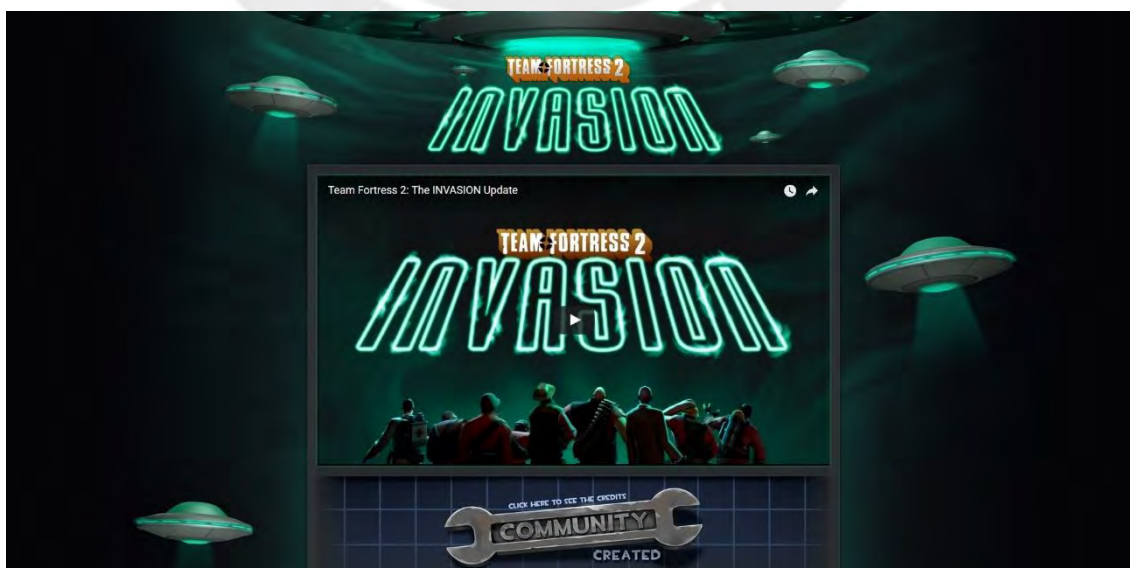 TEAM FORTRESS 2
INVASION
Team Fortress 2: The INVASION Update
TEAM FORTRESS 2
INVASION
CLICK HERE TO SEE THE CREDITS
COMMUNITY
CREATED